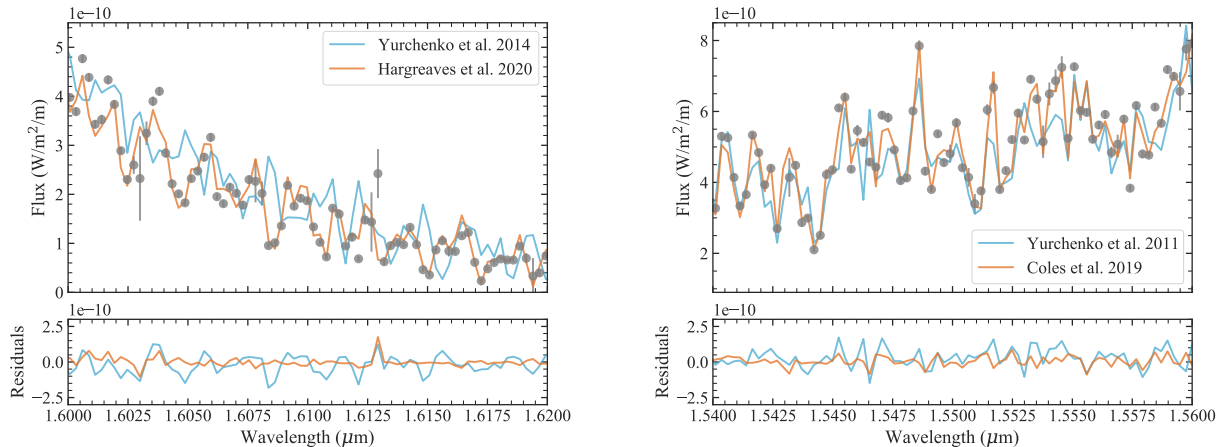 1e−10
Yurchenko et al. 2014
Hargreaves et al. 2020
Flux (W/m²/m)
5
4
3
2
1
0
1e−10
Residuals
2.5
0.0
−2.5
1.6000 1.6025 1.6050 1.6075 1.6100 1.6125 1.6150 1.6175 1.620
Wavelength (μm)
1e−10
Flux (W/m²/m)
8
6
4
2
Yurchenko et al. 2011
Coles et al. 2019
1e−10
Residuals
2.5
0.0
−2.5
1.5400 1.5425 1.5450 1.5475 1.5500 1.5525 1.5550 1.5575 1.560
Wavelength (μm)